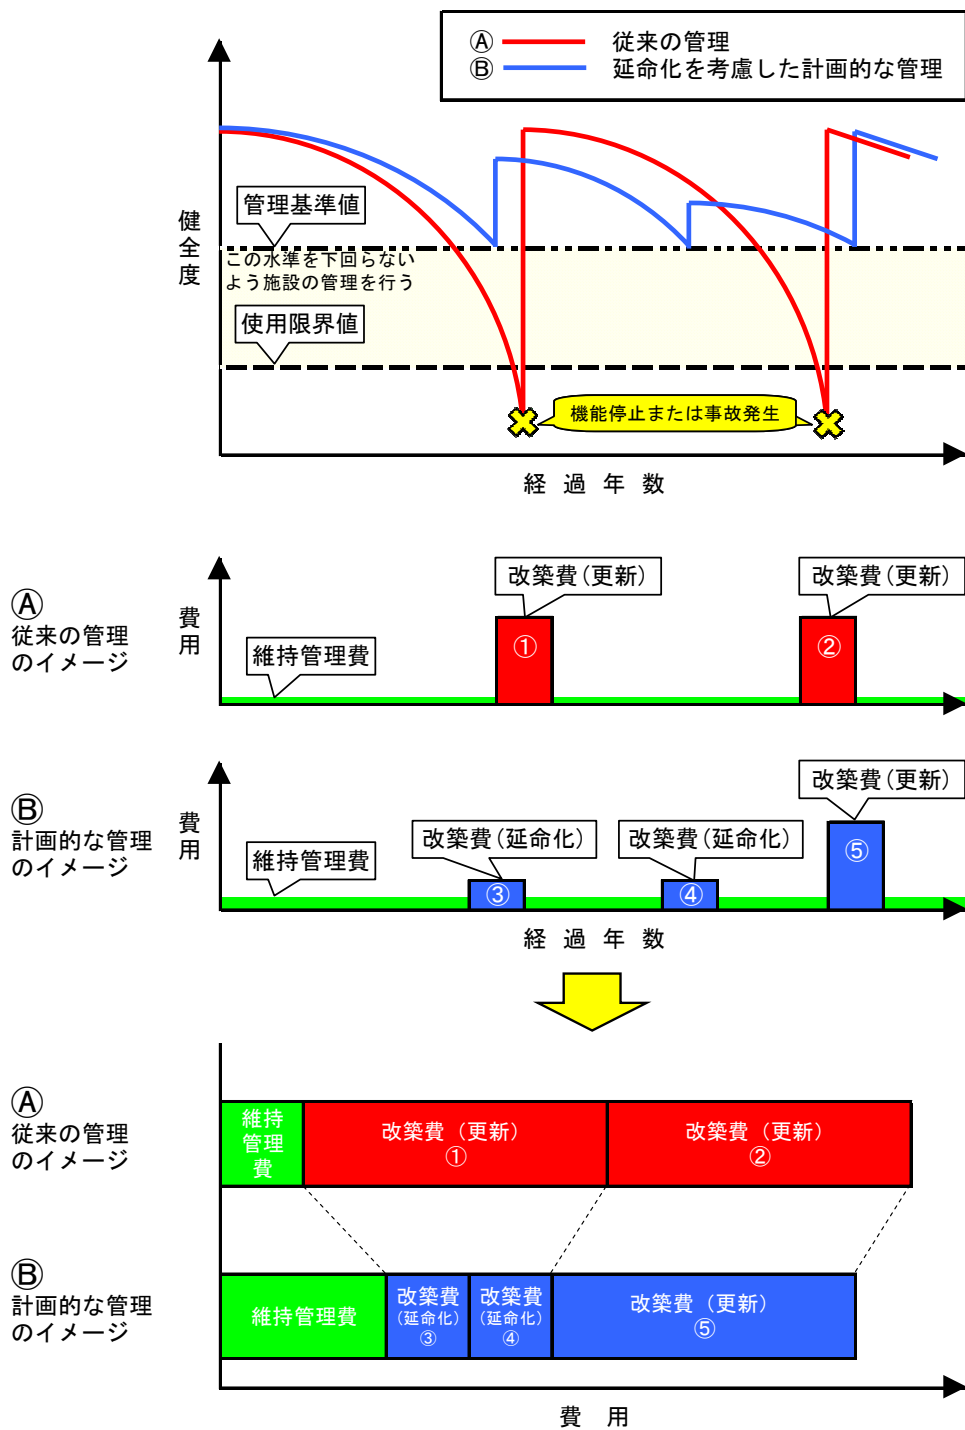 Ⓐ 従来の管理
Ⓑ 延命化を考慮した計画的な管理
健全度
管理基準値
この水準を下回らない
よう施設の管理を行う
使用限界値
機能停止または事故発生
経過年数
Ⓐ
従来の管理
のイメージ
費用
維持管理費
改築費(更新)
①
改築費(更新)
②
Ⓑ
計画的な管理
のイメージ
費用
維持管理費
改築費(延命化)
③
改築費(延命化)
④
改築費(更新)
⑤
経過年数
Ⓐ
従来の管理
のイメージ
維持
管理
費
改築費（更新）
①
改築費（更新）
②
Ⓑ
計画的な管理
のイメージ
維持管理費
改築費
(延命化)
③
改築費
(延命化)
④
改築費（更新）
⑤
費用